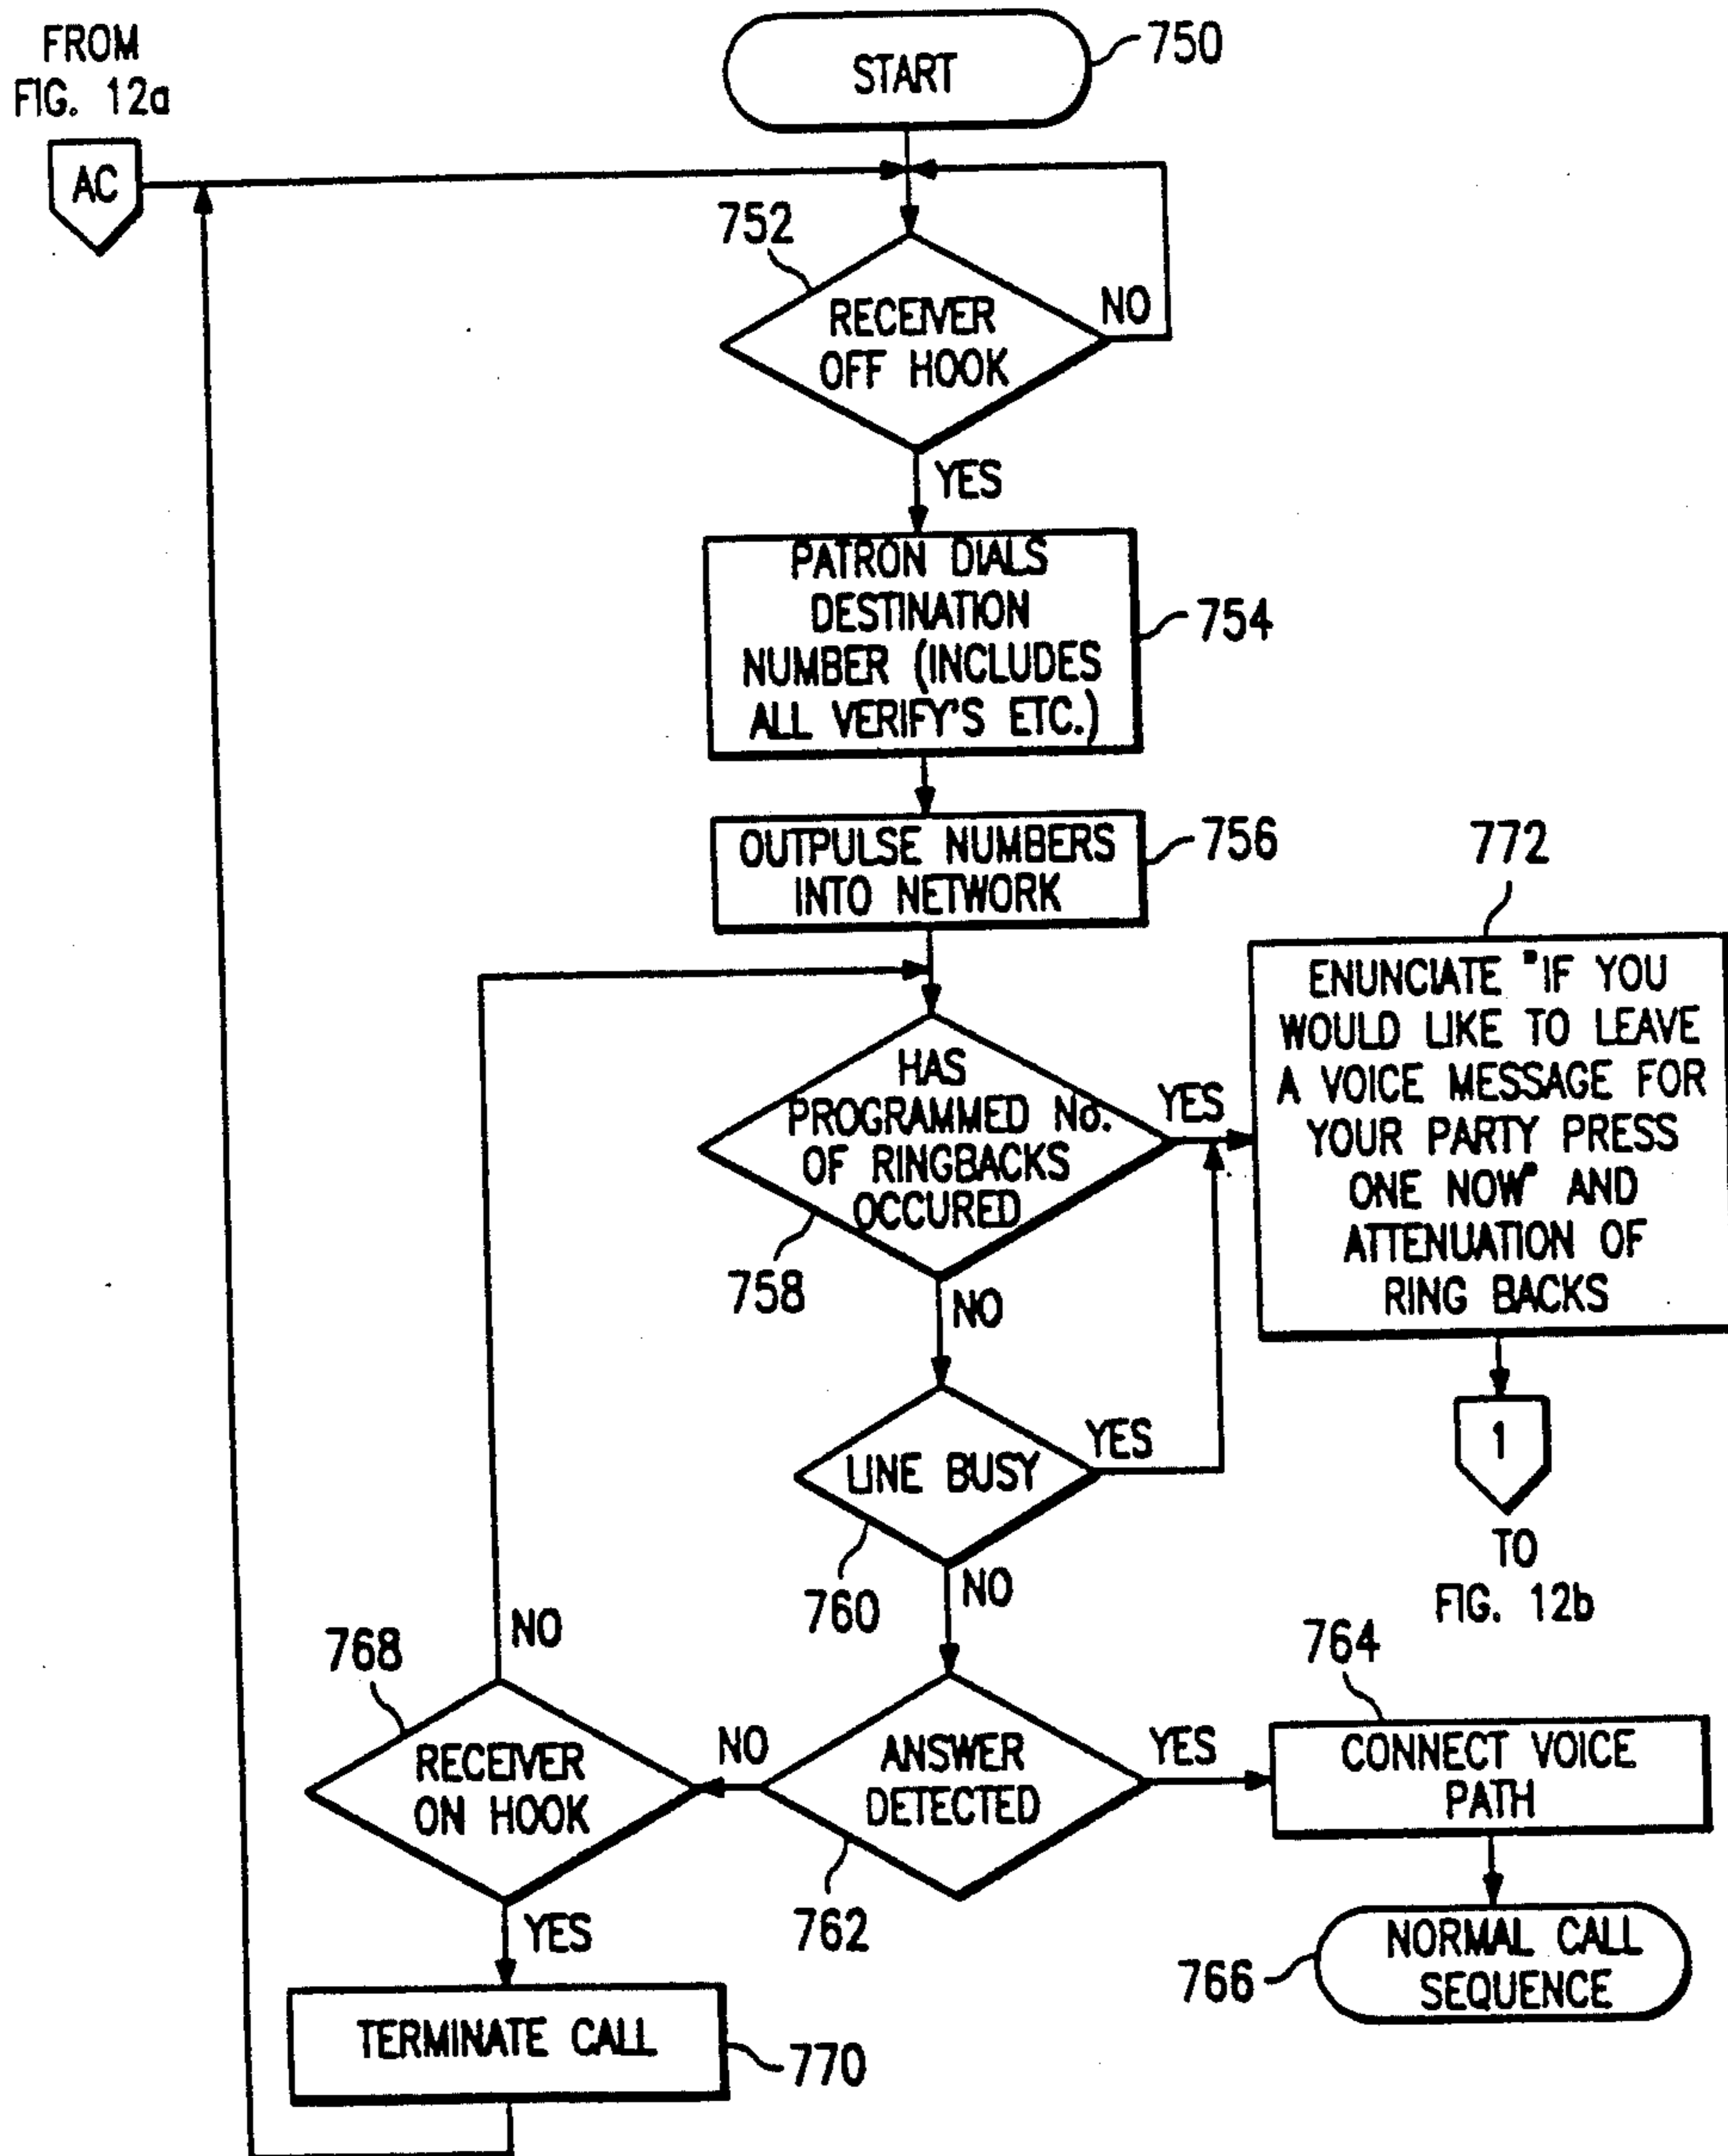 FROM
FIG. 12a
AC
START
750
752
RECEIVER
OFF HOOK
NO
YES
PATRON DIALS
DESTINATION
NUMBER (INCLUDES
ALL VERIFY'S ETC.)
754
OUTPULSE NUMBERS
INTO NETWORK
756
772
ENUNCIATE "IF YOU
WOULD LIKE TO LEAVE
A VOICE MESSAGE FOR
YOUR PARTY PRESS
ONE NOW" AND
ATTENUATION OF
RING BACKS
HAS
PROGRAMMED No.
OF RINGBACKS
OCCURED
YES
758
NO
1
TO
FIG. 12b
LINE BUSY
YES
760
NO
768
NO
RECEIVER
ON HOOK
NO
ANSWER
DETECTED
YES
764
CONNECT VOICE
PATH
762
YES
766
NORMAL CALL
SEQUENCE
TERMINATE CALL
770